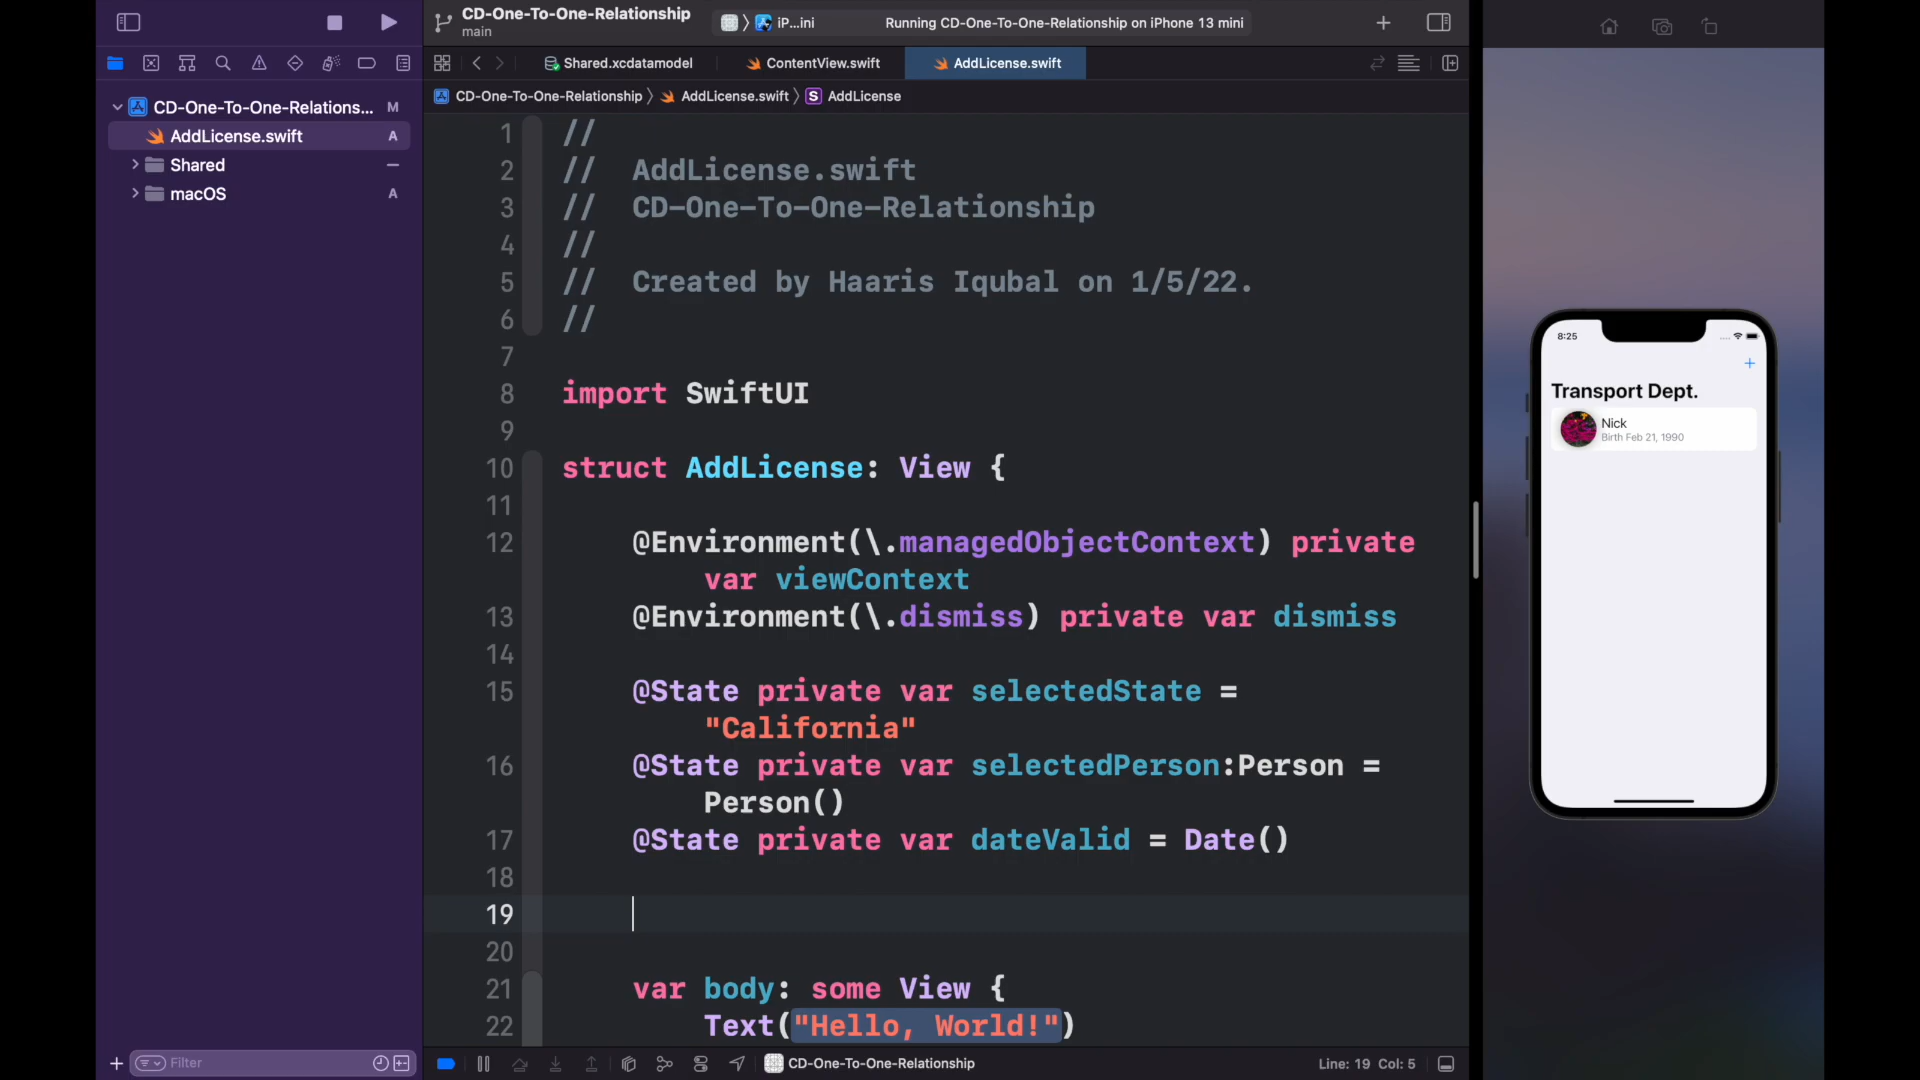 CD-One-To-One-Relationship
main
iP...ini
Running CD-One-To-One-Relationship on iPhone 13 mini
Shared.xcdatamodel
ContentView.swift
AddLicense.swift
CD-One-To-One-Relationship
AddLicense.swift
S
AddLicense
CD-One-To-One-Relations... M
AddLicense.swift A
Shared
macOS A
1 //
2 // AddLicense.swift
3 // CD-One-To-One-Relationship
4 //
5 // Created by Haaris Iqubal on 1/5/22.
6 //
7
8 import SwiftUI
9
10 struct AddLicense: View {
11
12 @Environment(\.managedObjectContext) private
var viewContext
13 @Environment(\.dismiss) private var dismiss
14
15 @State private var selectedState =
"California"
16 @State private var selectedPerson:Person =
Person()
17 @State private var dateValid = Date()
18
19
20
21 var body: some View {
22 Text("Hello, World!")
Filter
CD-One-To-One-Relationship
Line: 19 Col: 5
8:25
+
Transport Dept.
Nick
Birth Feb 21, 1990